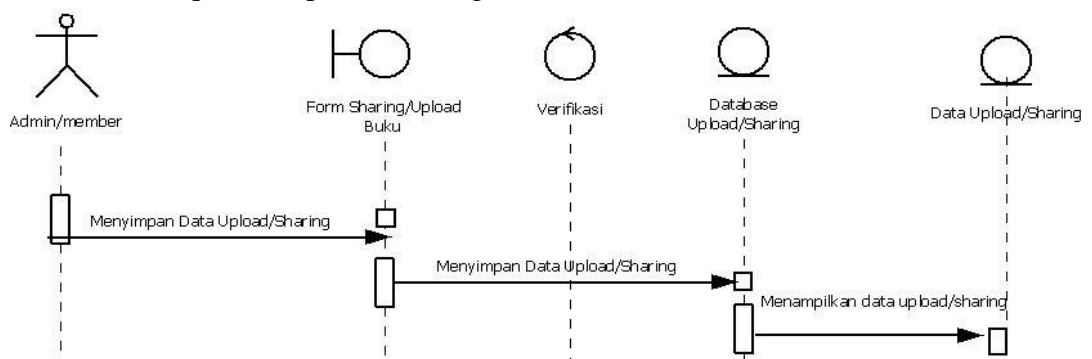 Admin/member
Form Sharing/Upload
Buku
Verifikasi
Database
Upload/Sharing
Data Upload/Sharing
Menyimpan Data Upload/Sharing
Menyimpan Data Upload/Sharing
Menampilkan data upload/sharing